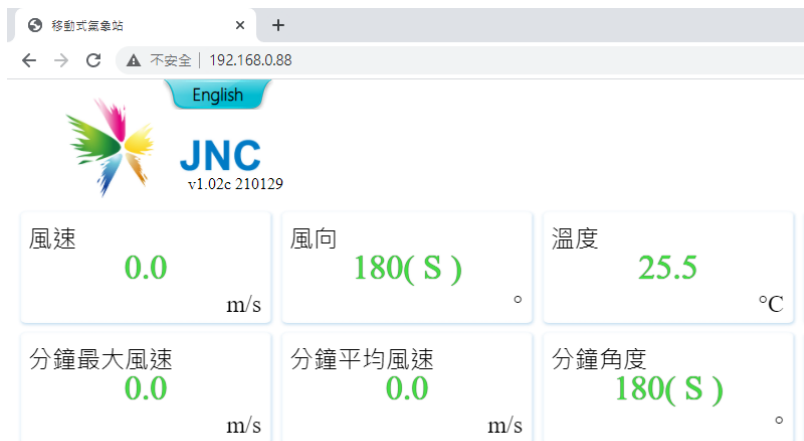 移動式氣象站
不安全 192.168.0.88
English
JNC
v1.02c 210129
風速
0.0
m/s
風向
180( S )
°
溫度
25.5
°C
分鐘最大風速
0.0
m/s
分鐘平均風速
0.0
m/s
分鐘角度
180( S )
°